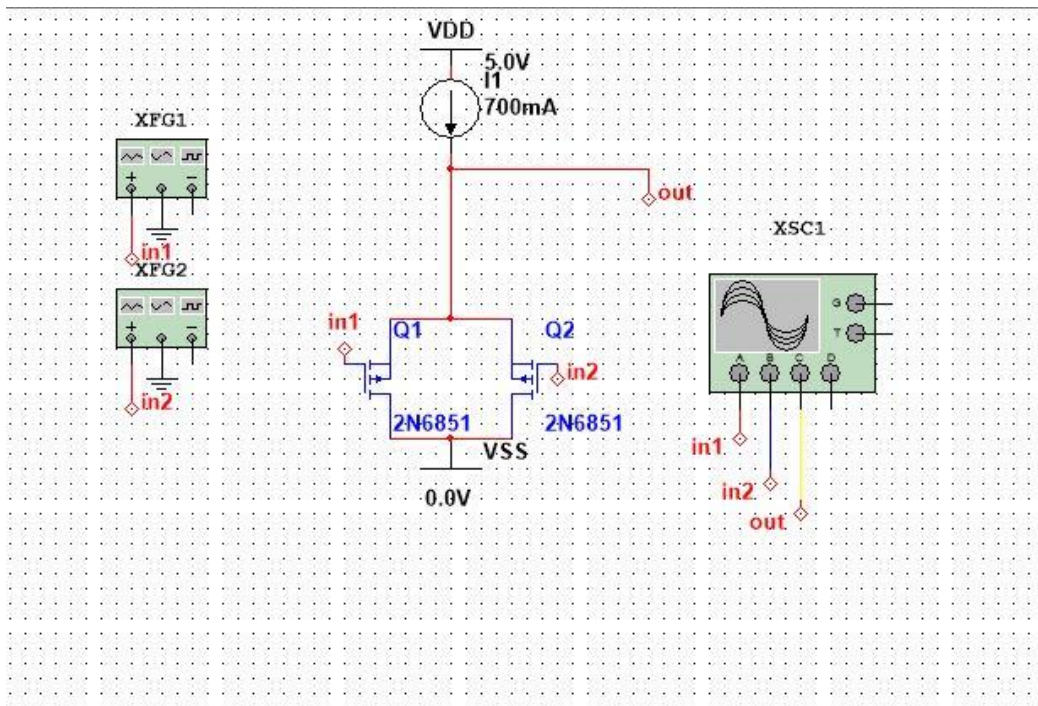 VDD
5.0V
I1
700mA
XFG1
+
−
in1
XFG2
+
−
in2
out
XSC1
G
T
A B C D
in1
in2
out
in1
Q1
Q2
in2
2N6851
2N6851
VSS
0.0V